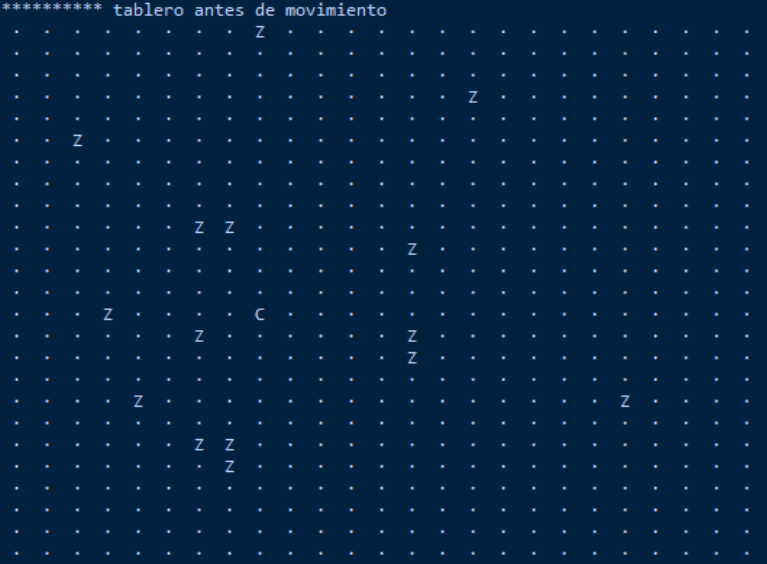 ********** tablero antes de movimiento
. . . . . . . . Z . . . . . . . . . . . . . . . .
. . . . . . . . . . . . . . . . . . . . . . . . .
. . . . . . . . . . . . . . . . . . . . . . . . .
. . . . . . . . . . . . . . . Z . . . . . . . . .
. . . . . . . . . . . . . . . . . . . . . . . . .
. . Z . . . . . . . . . . . . . . . . . . . . . .
. . . . . . . . . . . . . . . . . . . . . . . . .
. . . . . . . . . . . . . . . . . . . . . . . . .
. . . . . . . . . . . . . . . . . . . . . . . . .
. . . . . . Z Z . . . . . . . . . . . . . . . . .
. . . . . . . . . . . . . Z . . . . . . . . . . .
. . . . . . . . . . . . . . . . . . . . . . . . .
. . . . . . . . . . . . . . . . . . . . . . . . .
. . . Z . . . . C . . . . . . . . . . . . . . . .
. . . . . . Z . . . . . . Z . . . . . . . . . . .
. . . . . . . . . . . . . Z . . . . . . . . . . .
. . . . . . . . . . . . . . . . . . . . . . . . .
. . . . Z . . . . . . . . . . . . . . . Z . . . .
. . . . . . . . . . . . . . . . . . . . . . . . .
. . . . . . Z Z . . . . . . . . . . . . . . . . .
. . . . . . . Z . . . . . . . . . . . . . . . . .
. . . . . . . . . . . . . . . . . . . . . . . . .
. . . . . . . . . . . . . . . . . . . . . . . . .
. . . . . . . . . . . . . . . . . . . . . . . . .
. . . . . . . . . . . . . . . . . . . . . . . . .